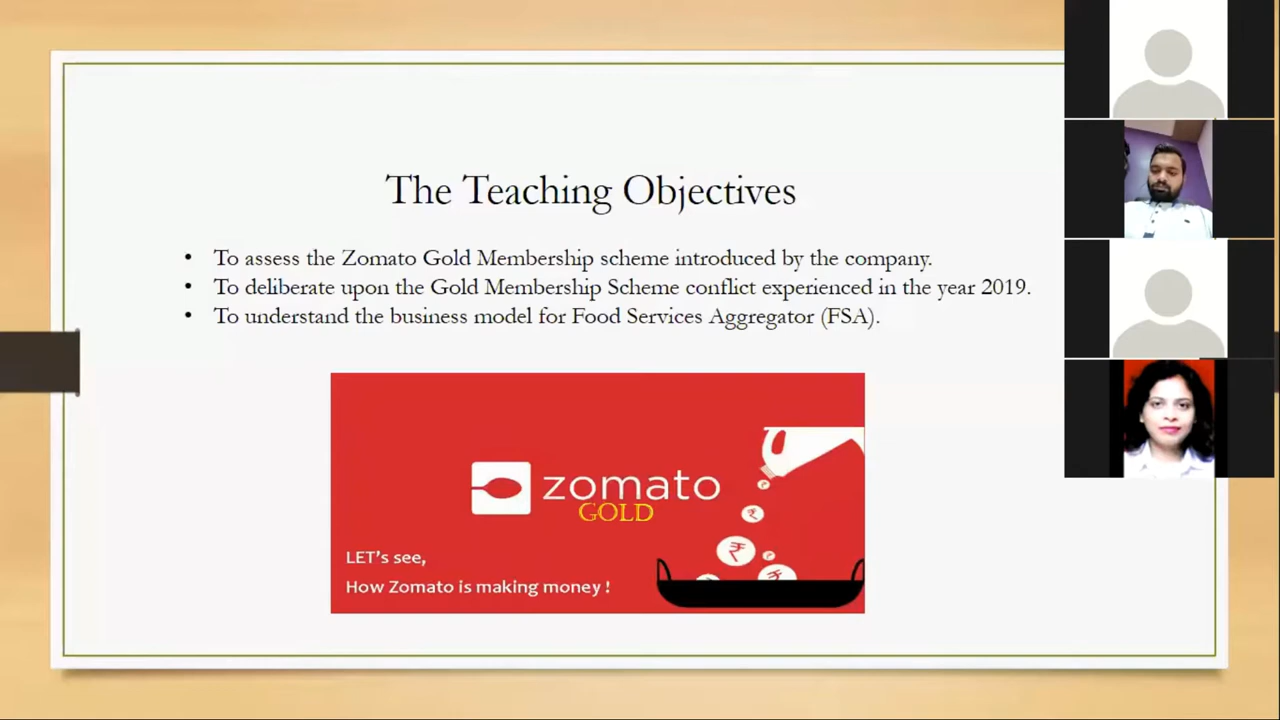 The Teaching Objectives
• To assess the Zomato Gold Membership scheme introduced by the company.
• To deliberate upon the Gold Membership Scheme conflict experienced in the year 2019.
• To understand the business model for Food Services Aggregator (FSA).
zomato
GOLD
LET's see,
How Zomato is making money !
₹
₹
₹